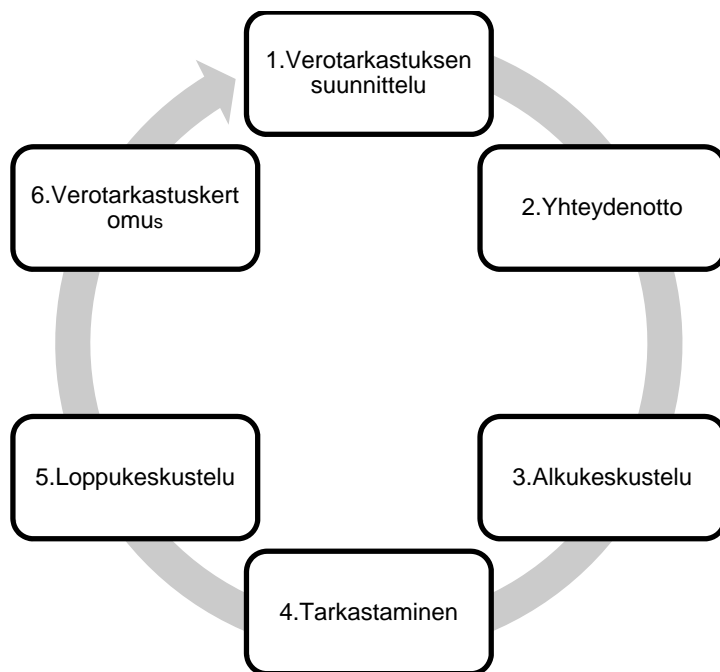 1.Verotarkastuksen
suunnittelu
2.Yhteydenotto
3.Alkukeskustelu
4.Tarkastaminen
5.Loppukeskustelu
6.Verotarkastuskert
omus